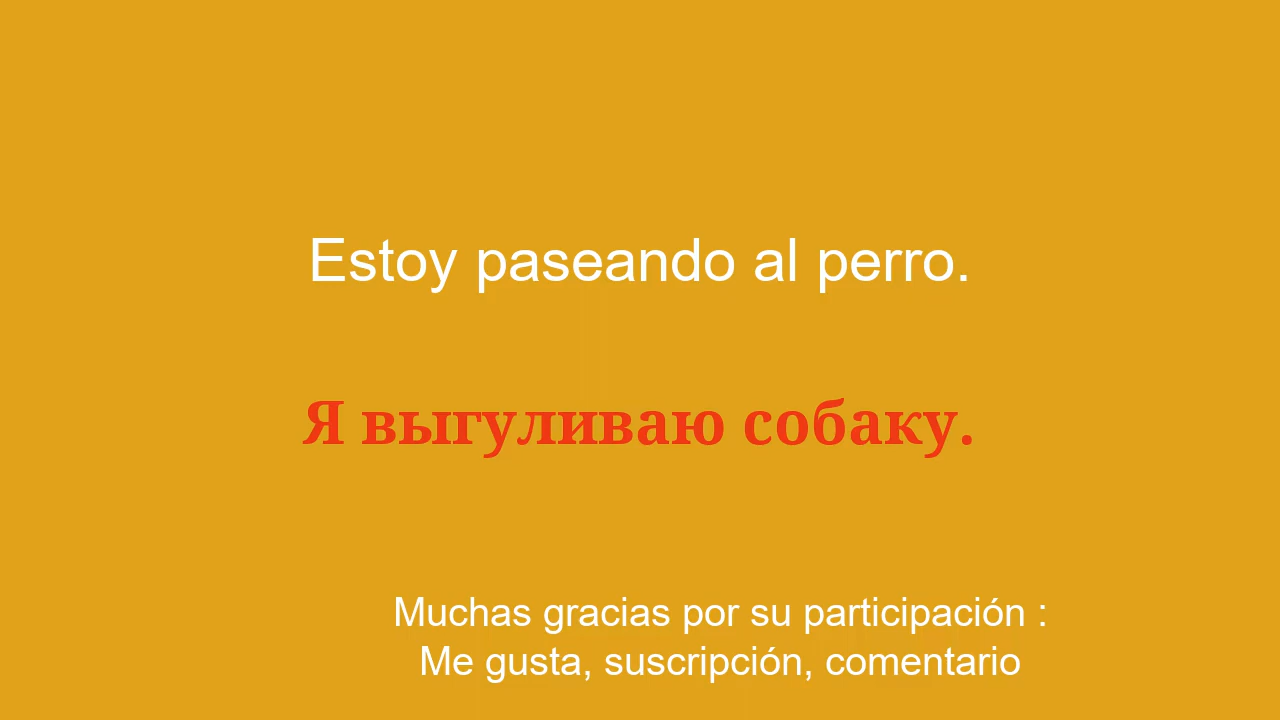 Estoy paseando al perro.
Я выгуливаю собаку.
Muchas gracias por su participación :
Me gusta, suscripción, comentario